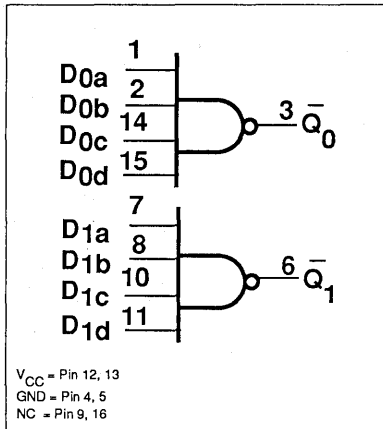 1
D0a
2
D0b
3 Q̅0
14
D0c
15
D0d
7
D1a
8
D1b
6 Q̅1
10
D1c
11
D1d
VCC = Pin 12, 13
GND = Pin 4, 5
NC = Pin 9, 16